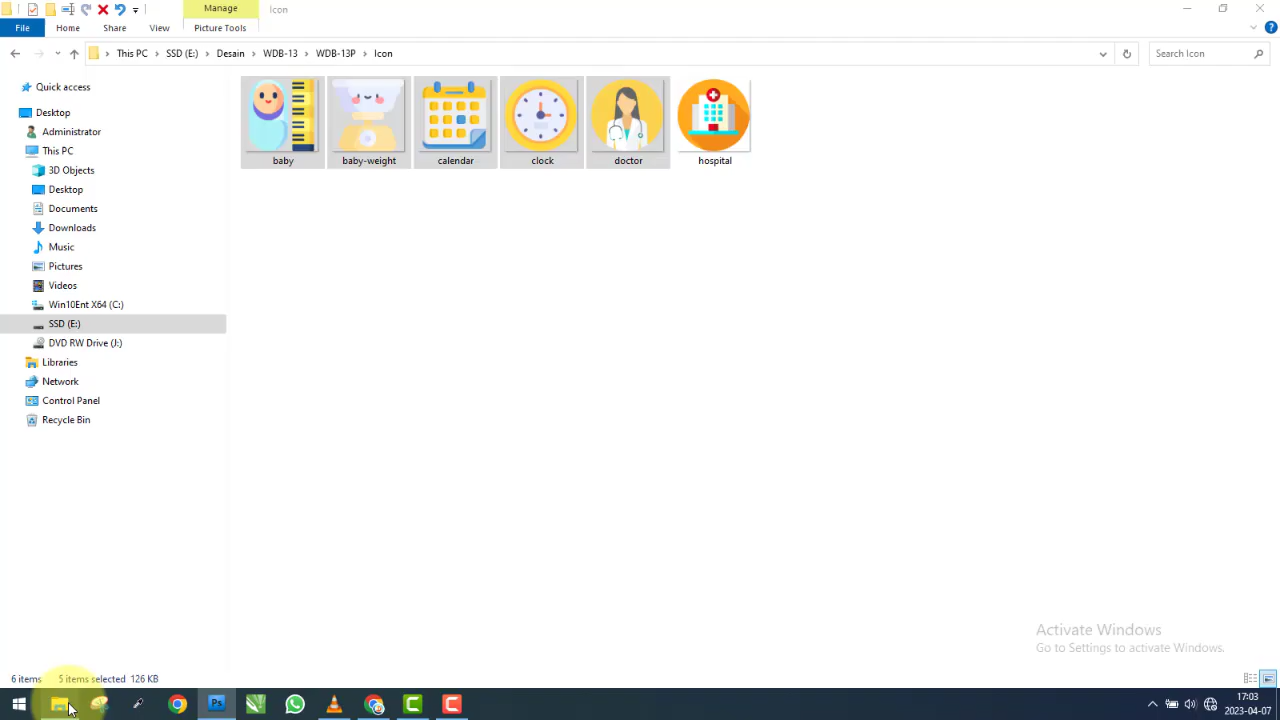 Manage
Icon
File
Home
Share
View
Picture Tools
This PC
SSD (E:)
Desain
WDB-13
WDB-13P
Icon
Search Icon
Quick access
Desktop
Administrator
This PC
3D Objects
Desktop
Documents
Downloads
Music
Pictures
Videos
Win10Ent X64 (C:)
SSD (E:)
DVD RW Drive (J:)
Libraries
Network
Control Panel
Recycle Bin
baby
baby-weight
calendar
clock
doctor
hospital
Activate Windows
Go to Settings to activate Windows.
6 items
5 items selected 126 KB
Ps
17:03
2023-04-07